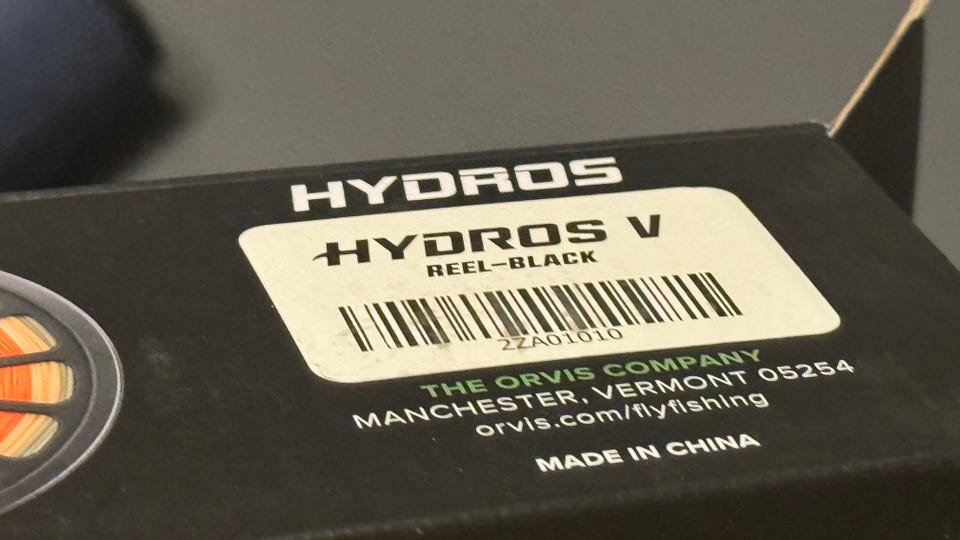 HYDROS
HYDROS V
REEL-BLACK
2ZA01010
THE ORVIS COMPANY
MANCHESTER, VERMONT 05254
orvis.com/flyfishing
MADE IN CHINA